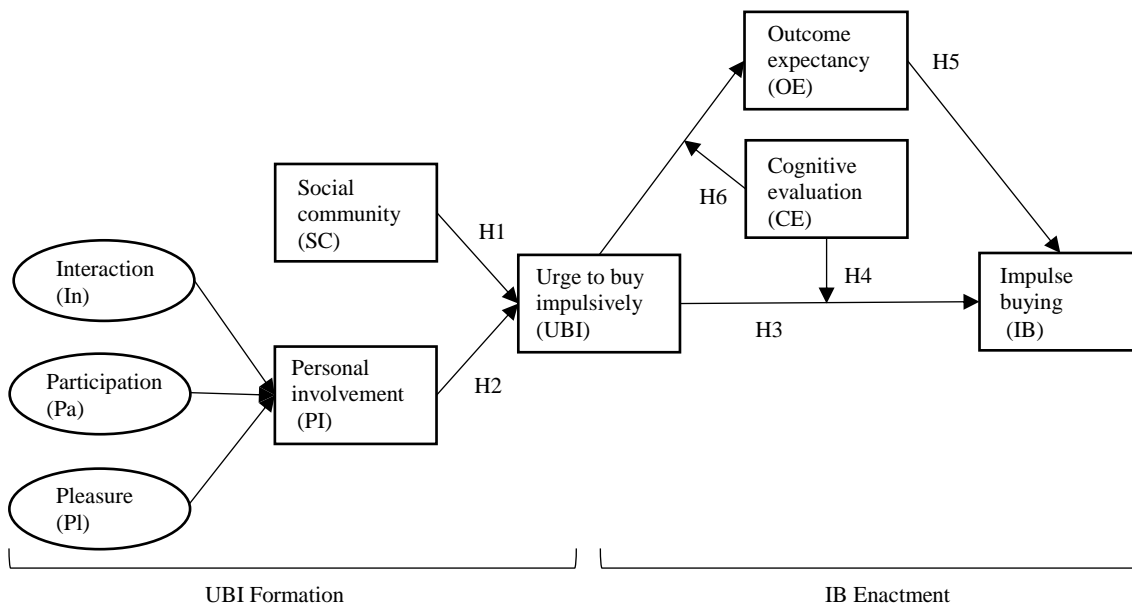 Outcome
expectancy
(OE)
H5
Cognitive
evaluation
(CE)
H6
Social
community
(SC)
H1
Interaction
(In)
Urge to buy
impulsively
(UBI)
H4
H3
Impulse
buying
(IB)
Participation
(Pa)
Personal
involvement
(PI)
H2
Pleasure
(Pl)
UBI Formation
IB Enactment